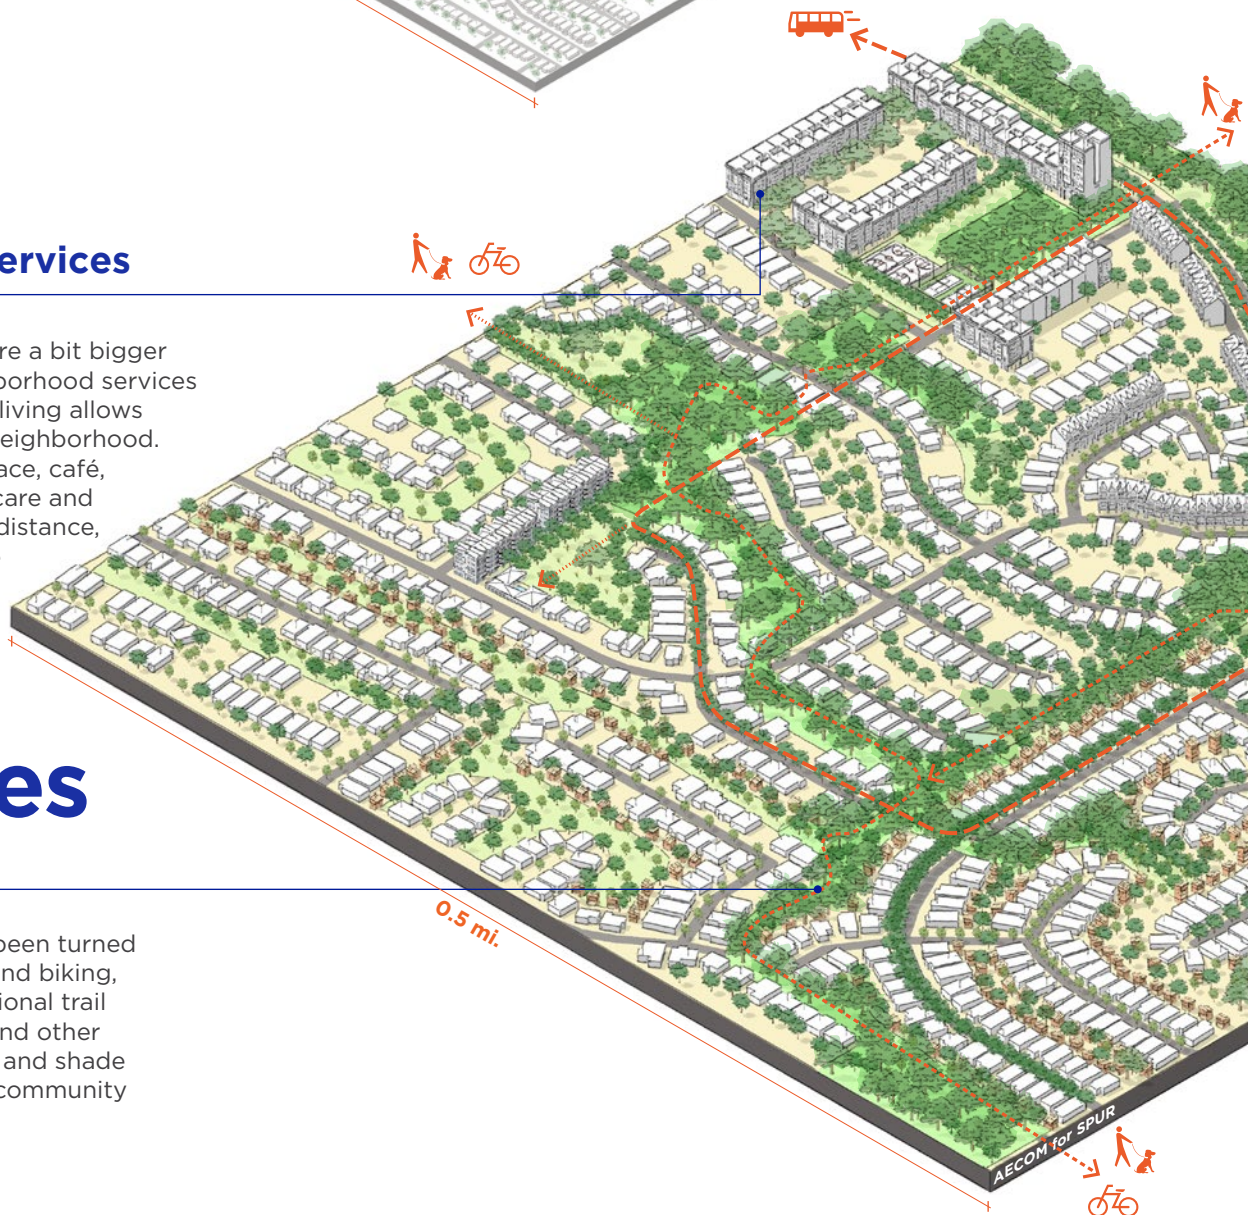 ervices
re a bit bigger
borhood services
living allows
neighborhood.
ace, café,
care and
distance,
es
0.5 mi.
been turned
nd biking,
ional trail
nd other
and shade
community
AECOM for SPUR